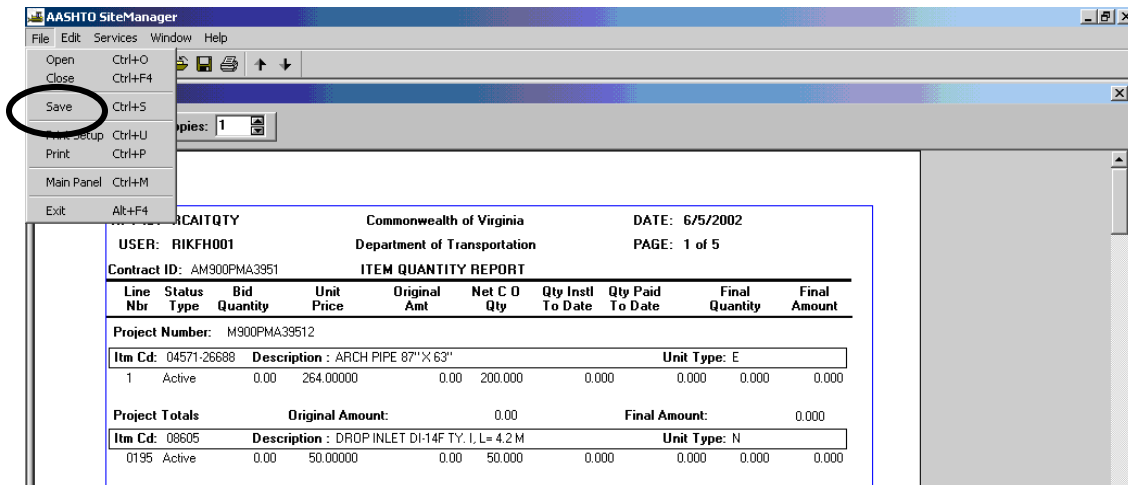 AASHTO SiteManager
File Edit Services Window Help
Open Ctrl+O
Close Ctrl+F4
Save Ctrl+S
Print Setup Ctrl+U
Print Ctrl+P
Main Panel Ctrl+M
Exit Alt+F4
opies: 1
RCAITQTY Commonwealth of Virginia DATE: 6/5/2002
USER: RIKFH001 Department of Transportation PAGE: 1 of 5
Contract ID: AM900PMA3951 ITEM QUANTITY REPORT
Line Status Bid Unit Original Net C O Qty Instl Qty Paid Final Final
Nbr Type Quantity Price Amt Qty To Date To Date Quantity Amount
Project Number: M900PMA39512
Itm Cd: 04571-26688 Description : ARCH PIPE 87" X 63" Unit Type: E
1 Active 0.00 264.00000 0.00 200.000 0.000 0.000 0.000 0.000
Project Totals Original Amount: 0.00 Final Amount: 0.000
Itm Cd: 08605 Description : DROP INLET DI-14F TY. I, L= 4.2 M Unit Type: N
0195 Active 0.00 50.00000 0.00 50.000 0.000 0.000 0.000 0.000